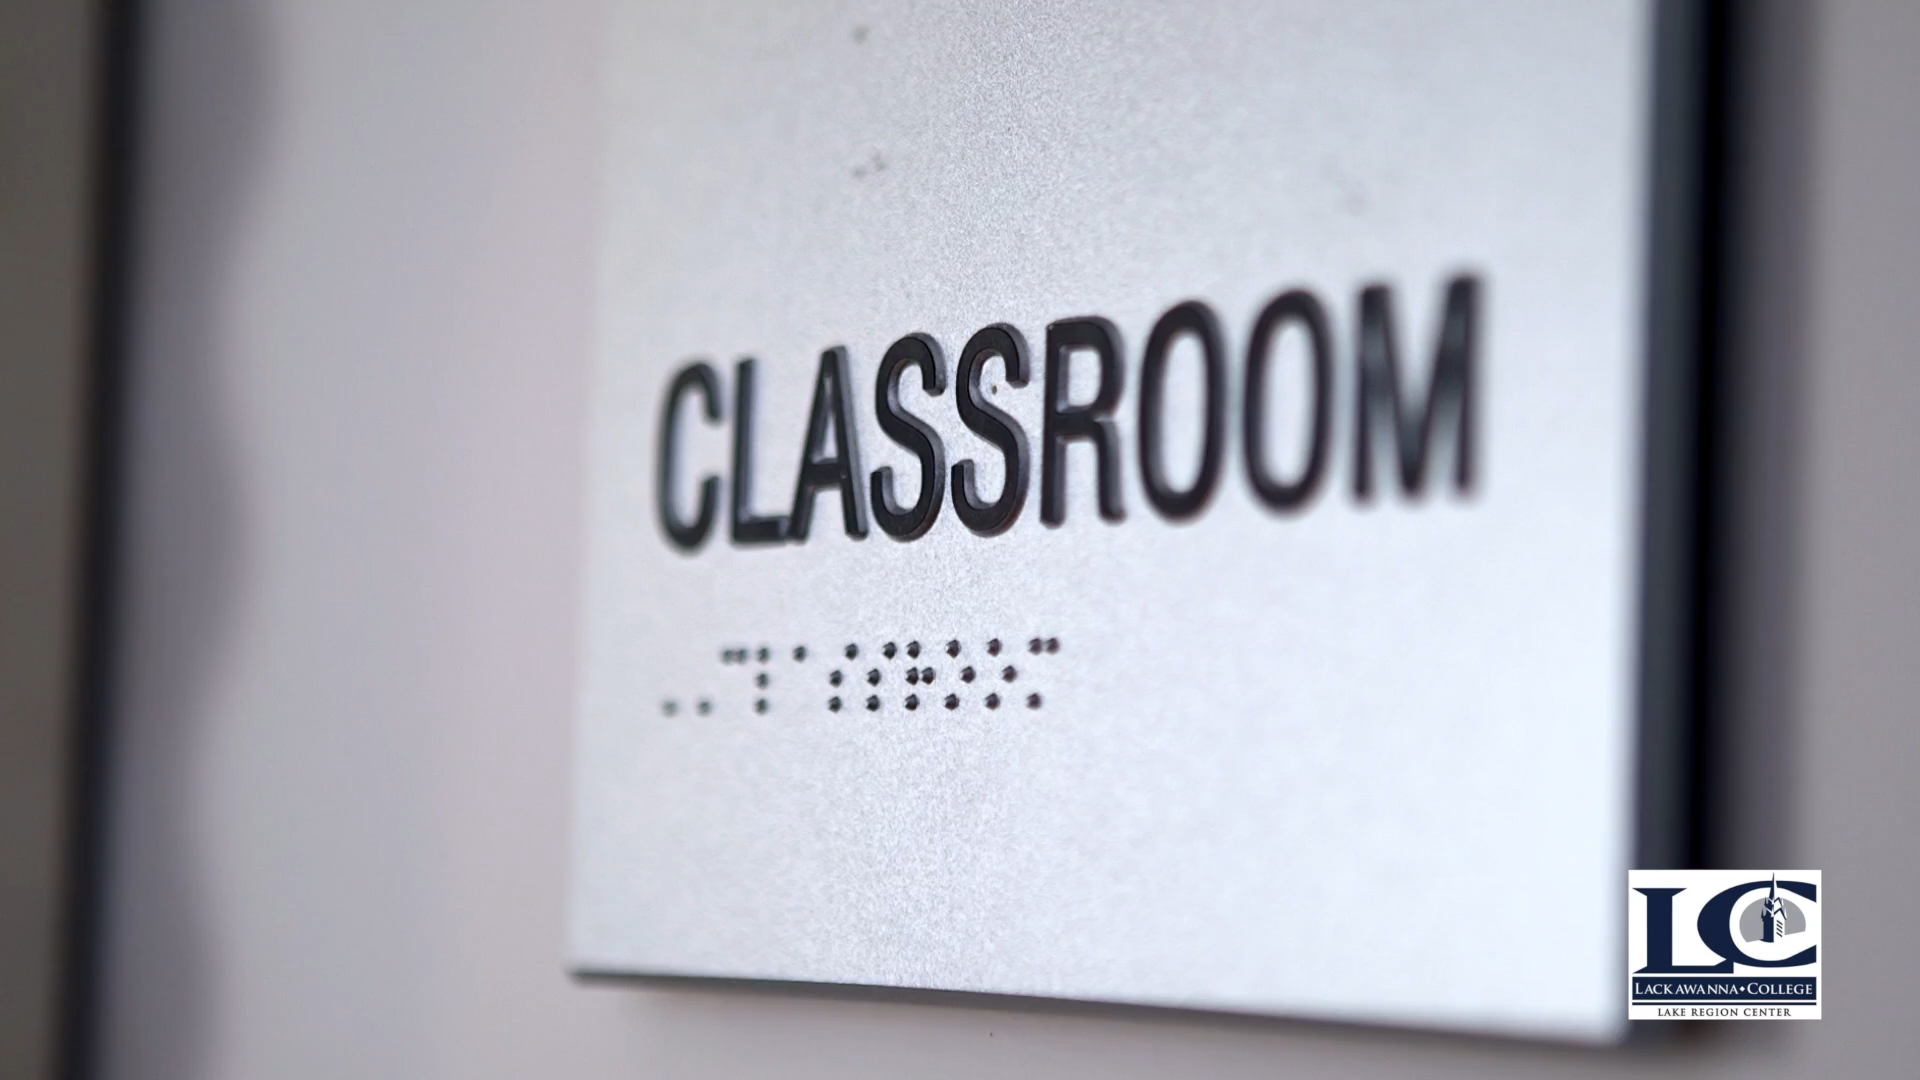 CLASSROOM
⠠⠠⠉⠇⠁⠎⠎⠗⠕⠕⠍
LC
LACKAWANNA•COLLEGE
LAKE REGION CENTER